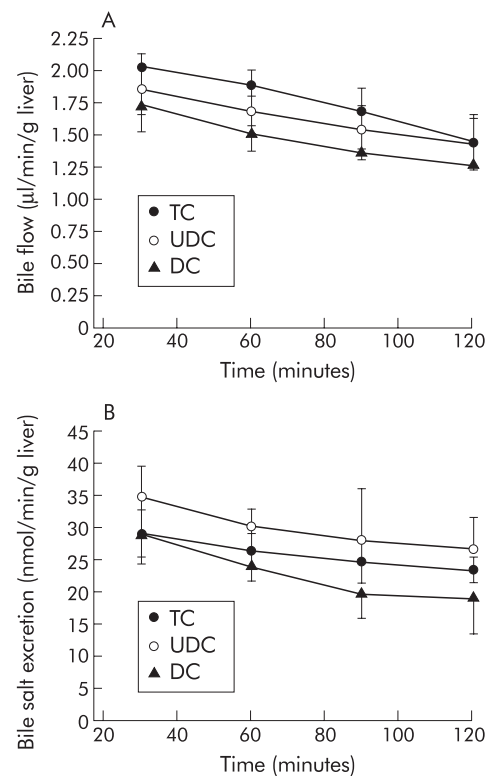 A
Bile flow (μl/min/g liver)
2.25
2.00
1.75
1.50
1.25
1.00
0.75
0.50
0.25
0
TC
UDC
DC
20 40 60 80 100 120
Time (minutes)
B
Bile salt excretion (nmol/min/g liver)
45
40
35
30
25
20
15
10
5
0
TC
UDC
DC
20 40 60 80 100 120
Time (minutes)